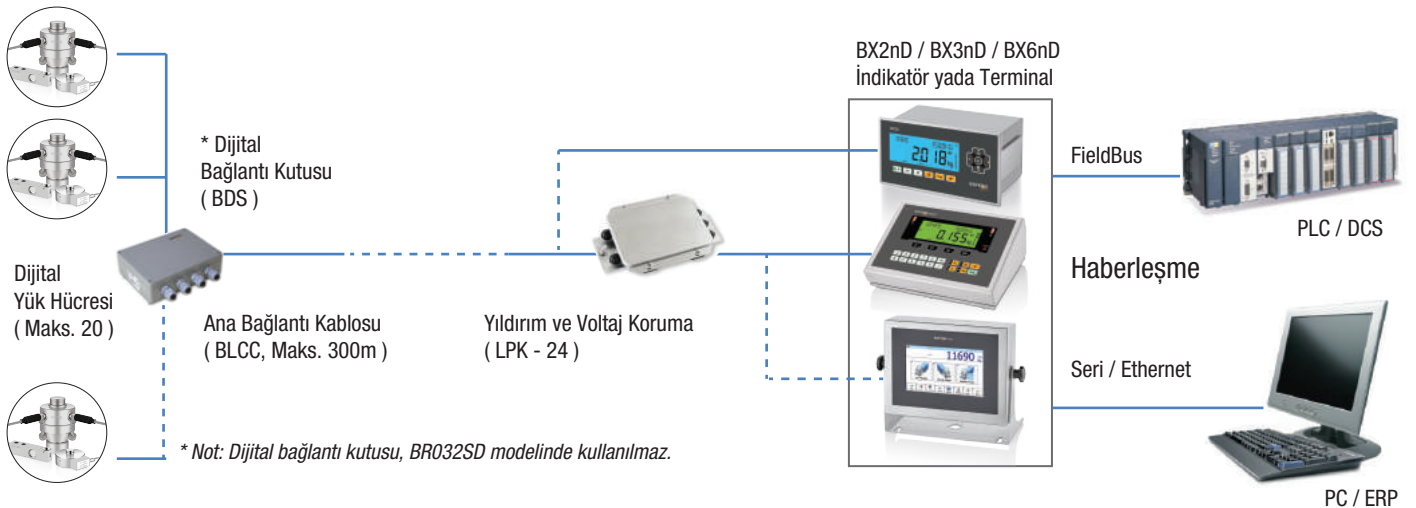 BX2nD / BX3nD / BX6nD
İndikatör yada Terminal
* Dijital
Bağlantı Kutusu
( BDS )
Dijital
Yük Hücresi
( Maks. 20 )
Ana Bağlantı Kablosu
( BLCC, Maks. 300m )
Yıldırım ve Voltaj Koruma
( LPK - 24 )
2.018
0.155
11690
FieldBus
PLC / DCS
Haberleşme
Seri / Ethernet
PC / ERP
* Not: Dijital bağlantı kutusu, BR032SD modelinde kullanılmaz.